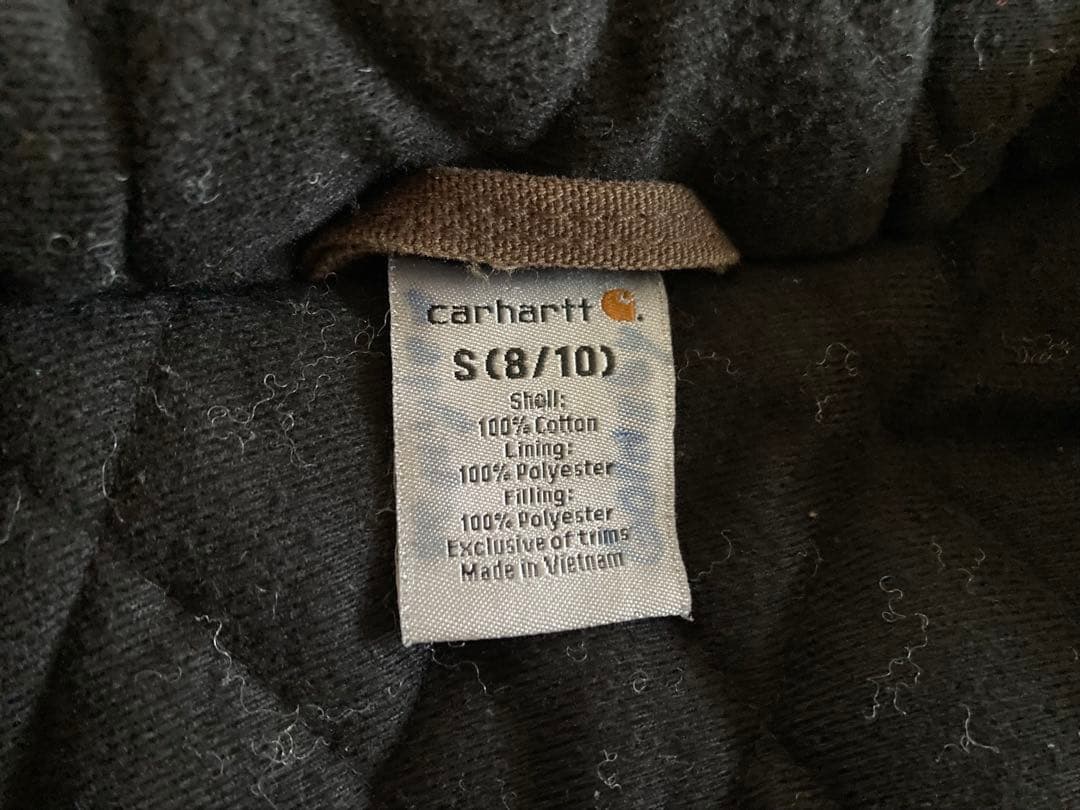 carhartt
S(8/10)
Shell:
100% Cotton
Lining:
100% Polyester
Filling:
100% Polyester
Exclusive of trims
Made in Vietnam